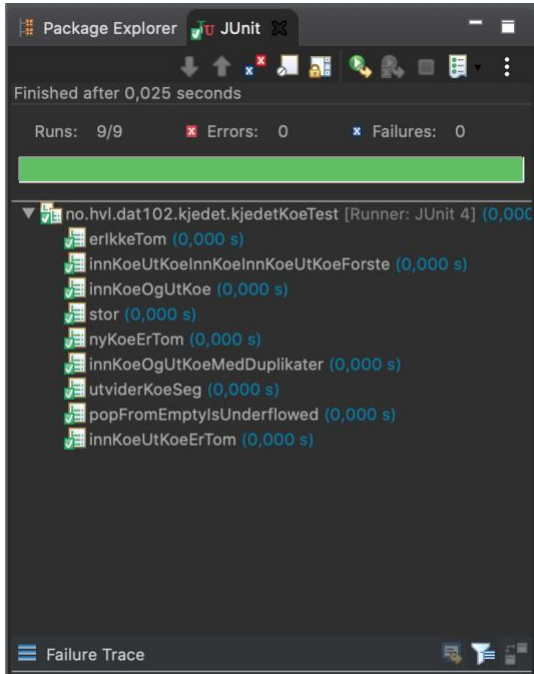 Package Explorer JUnit
Finished after 0,025 seconds
Runs: 9/9 Errors: 0 Failures: 0
no.hvl.dat102.kjedet.kjedetKoeTest [Runner: JUnit 4] (0,000
erIkkeTom (0,000 s)
innKoeUtKoeInnKoeInnKoeUtKoeForste (0,000 s)
innKoeOgUtKoe (0,000 s)
stor (0,000 s)
nyKoeErTom (0,000 s)
innKoeOgUtKoeMedDuplikater (0,000 s)
utviderKoeSeg (0,000 s)
popFromEmptyIsUnderflowed (0,000 s)
innKoeUtKoeErTom (0,000 s)
Failure Trace